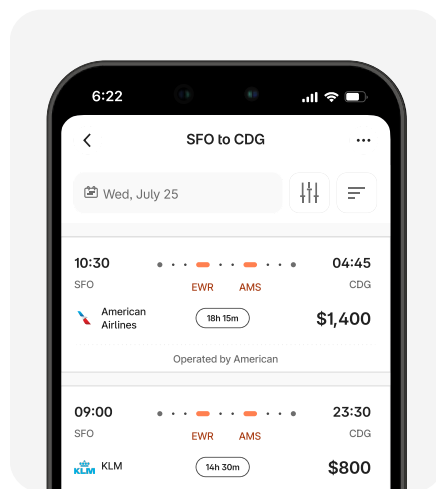 6:22
SFO to CDG
Wed, July 25
10:30 04:45
SFO EWR AMS CDG
American
Airlines 18h 15m $1,400
Operated by American
09:00 23:30
SFO EWR AMS CDG
KLM KLM 14h 30m $800